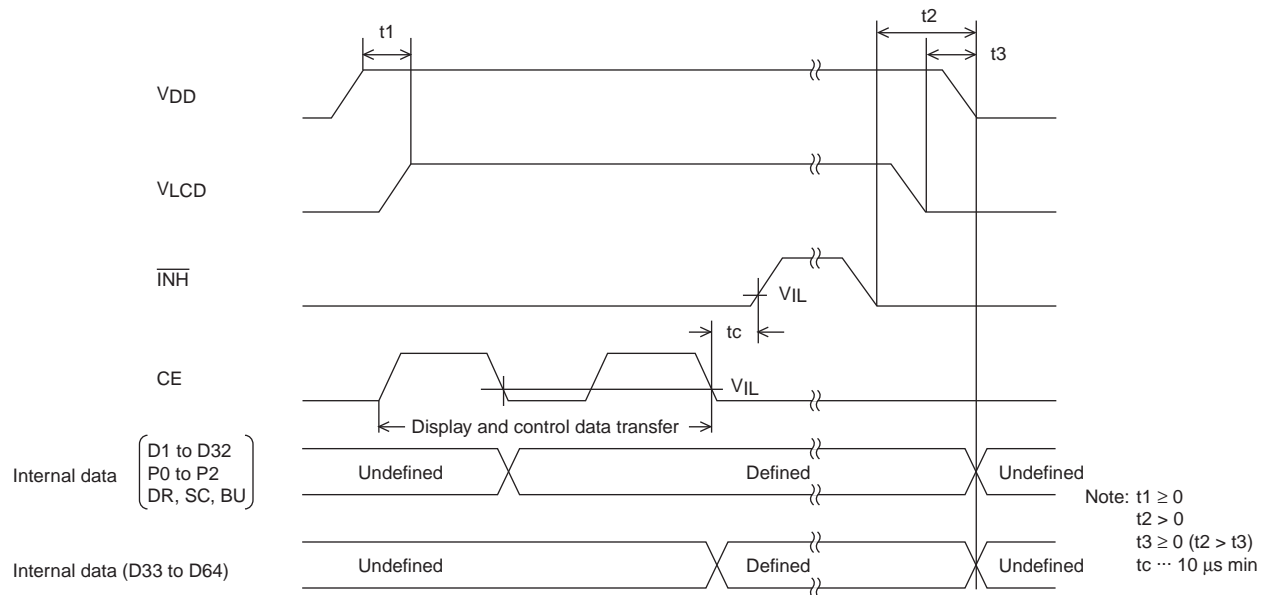 t1
t2
t3
VDD
VLCD
INH
VIL
tc
CE
VIL
Display and control data transfer
Internal data
D1 to D32
P0 to P2
DR, SC, BU
Undefined
Defined
Undefined
Note: t1 ≥ 0
t2 > 0
t3 ≥ 0 (t2 > t3)
tc ··· 10 μs min
Internal data (D33 to D64)
Undefined
Defined
Undefined